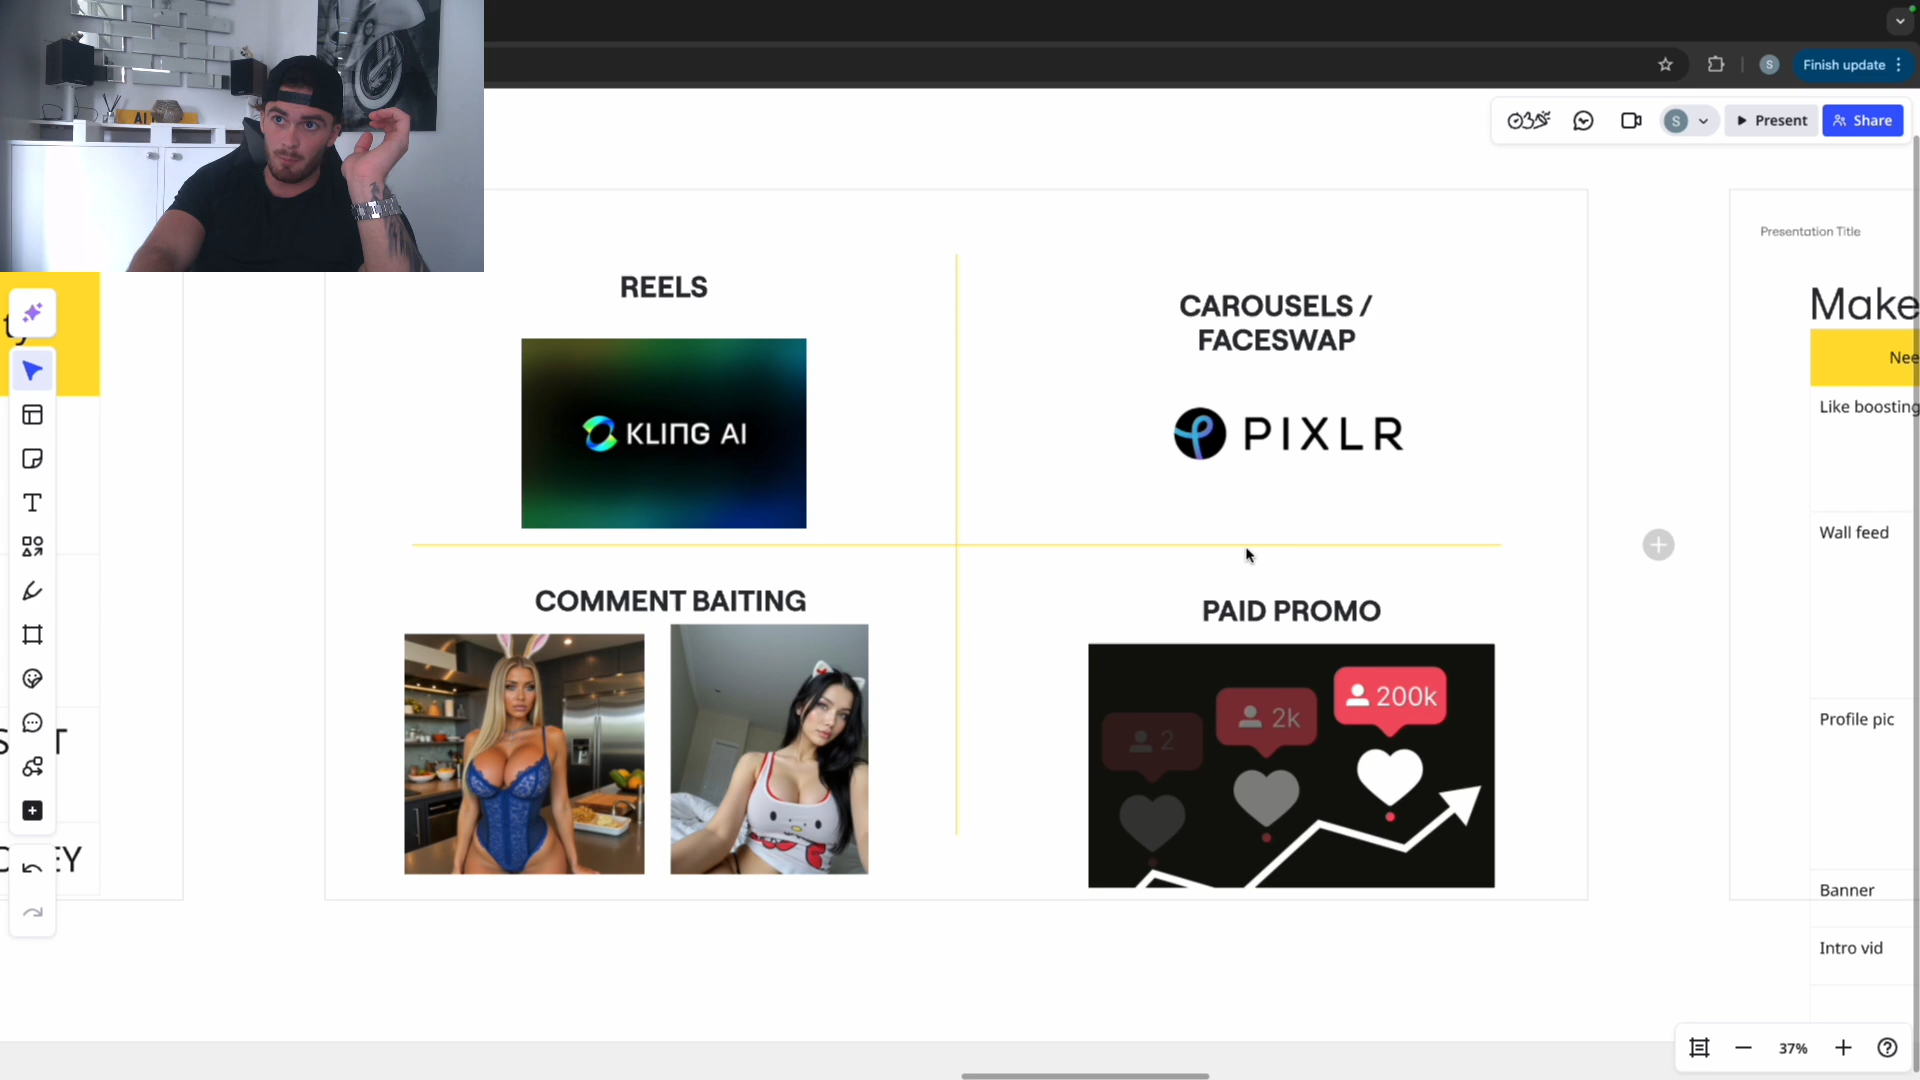 AI
Finish update
S
S
Present
Share
Presentation Title
REELS
CAROUSELS /
FACESWAP
KLING AI
PIXLR
Make
Nee
Like boosting
Wall feed
COMMENT BAITING
PAID PROMO
2
2k
200k
Profile pic
Banner
Intro vid
37%